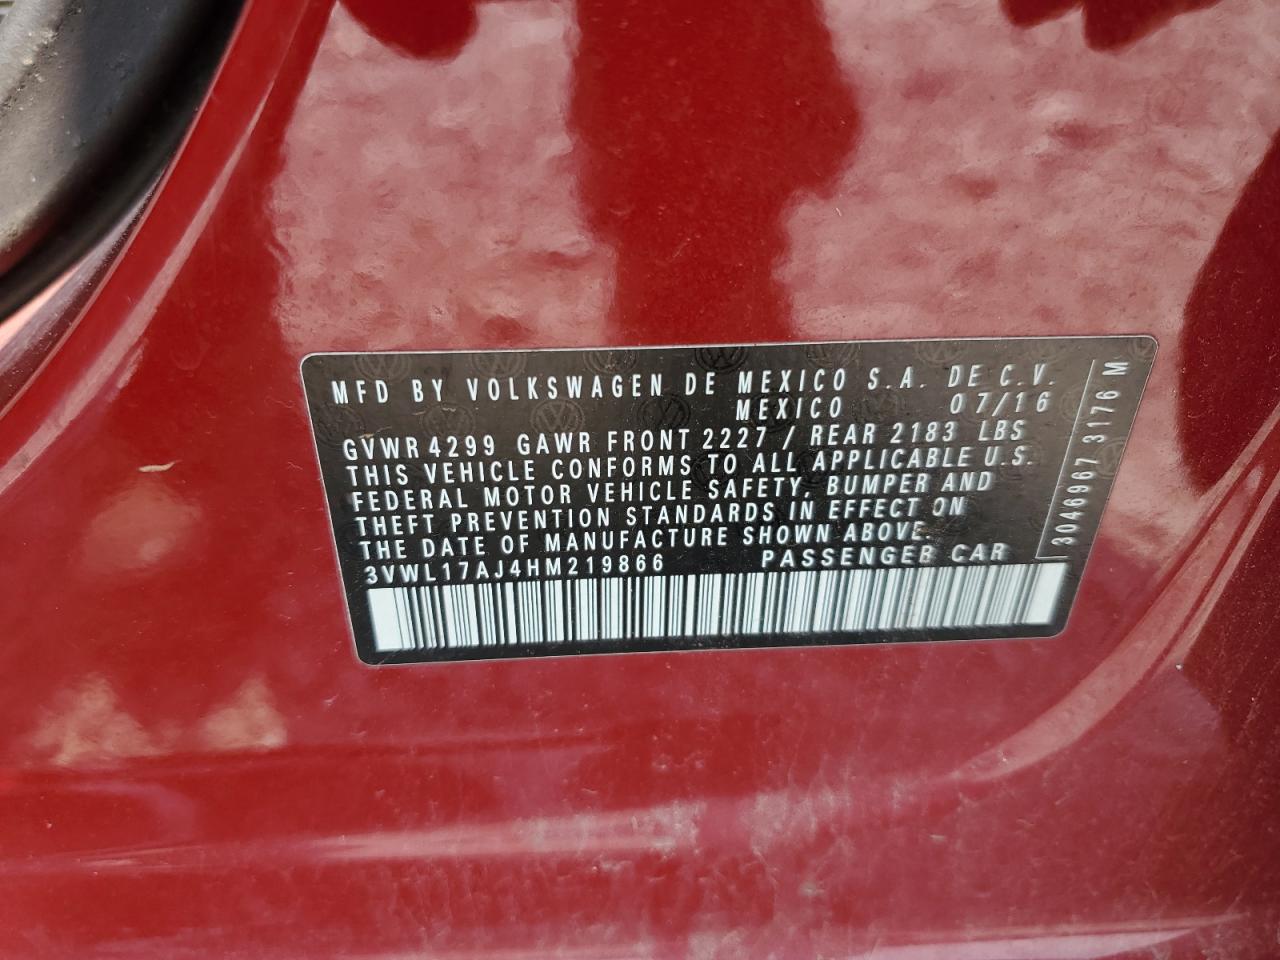 MFD BY VOLKSWAGEN DE MEXICO S.A. DE C.V.
MEXICO 07/16
GVWR 4299 GAWR FRONT 2227 / REAR 2183 LBS
THIS VEHICLE CONFORMS TO ALL APPLICABLE U.S.
FEDERAL MOTOR VEHICLE SAFETY, BUMPER AND
THEFT PREVENTION STANDARDS IN EFFECT ON
THE DATE OF MANUFACTURE SHOWN ABOVE.
3VWL17AJ4HM219866 PASSENGER CAR
3046967 3176 M